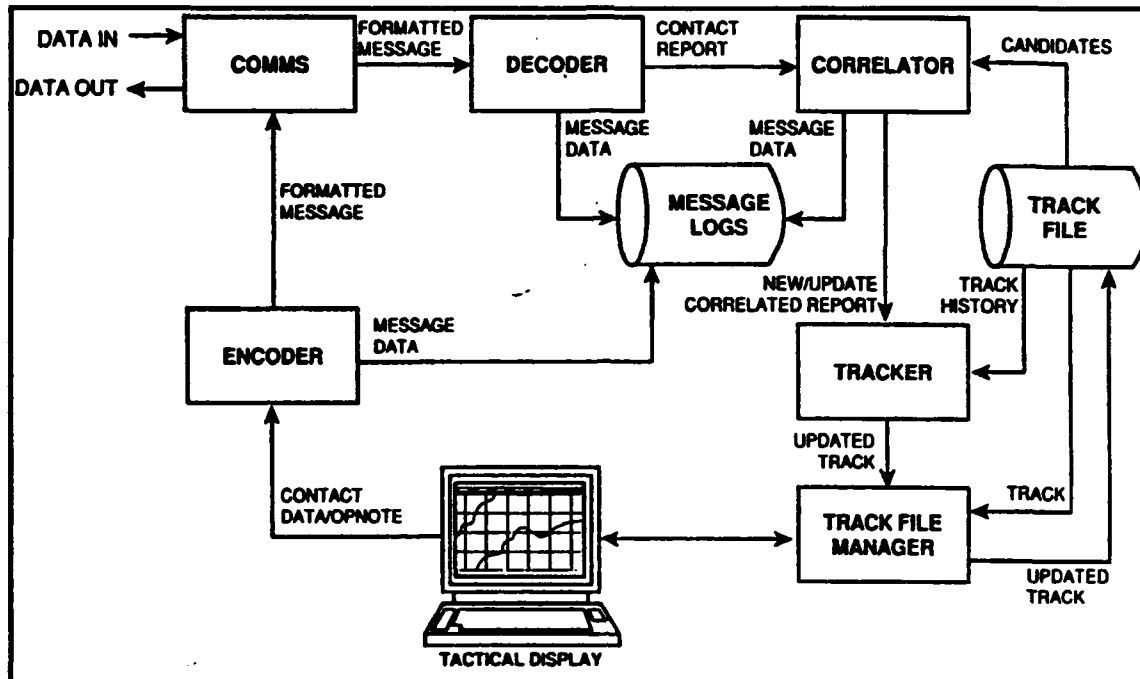 DATA IN
DATA OUT
COMMS
FORMATTED
MESSAGE
DECODER
CONTACT
REPORT
CORRELATOR
CANDIDATES
MESSAGE
DATA
MESSAGE
DATA
FORMATTED
MESSAGE
MESSAGE
LOGS
TRACK
FILE
NEW/UPDATE
CORRELATED REPORT
TRACK
HISTORY
ENCODER
MESSAGE
DATA
TRACKER
UPDATED
TRACK
CONTACT
DATA/OPNOTE
TRACK FILE
MANAGER
TRACK
UPDATED
TRACK
TACTICAL DISPLAY